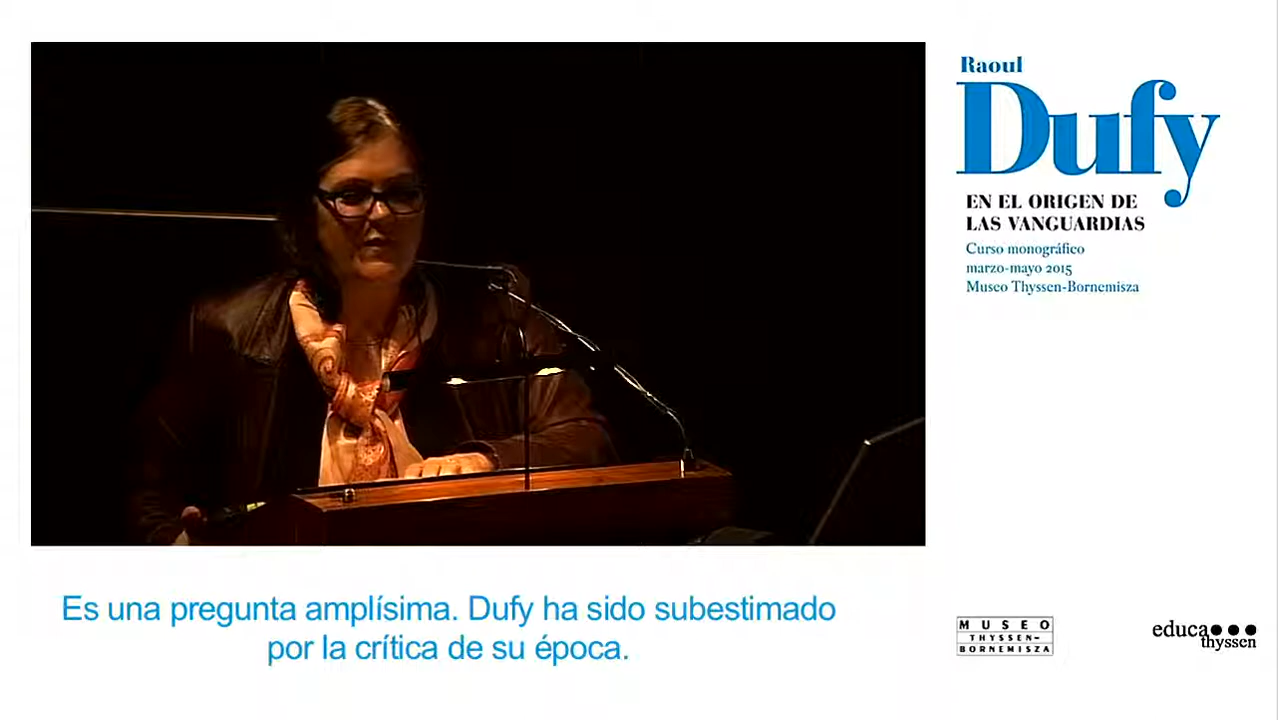 Raoul
Dufy
EN EL ORIGEN DE
LAS VANGUARDIAS
Curso monográfico
marzo-mayo 2015
Museo Thyssen-Bornemisza
Es una pregunta amplísima. Dufy ha sido subestimado
por la crítica de su época.
MUSEO
THYSSEN-
BORNEMISZA
educa
thyssen